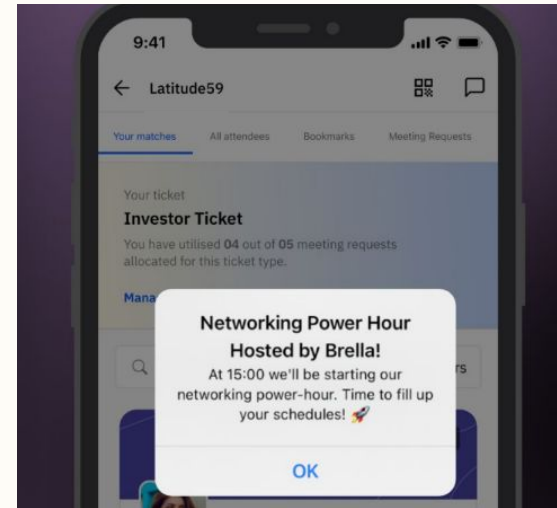 9:41
Latitude59
Your matches All attendees Bookmarks Meeting Requests
Your ticket
Investor Ticket
You have utilised 04 out of 05 meeting requests
allocated for this ticket type.
Networking Power Hour
Hosted by Brella!
At 15:00 we'll be starting our
networking power-hour. Time to fill up
your schedules! 🚀
OK